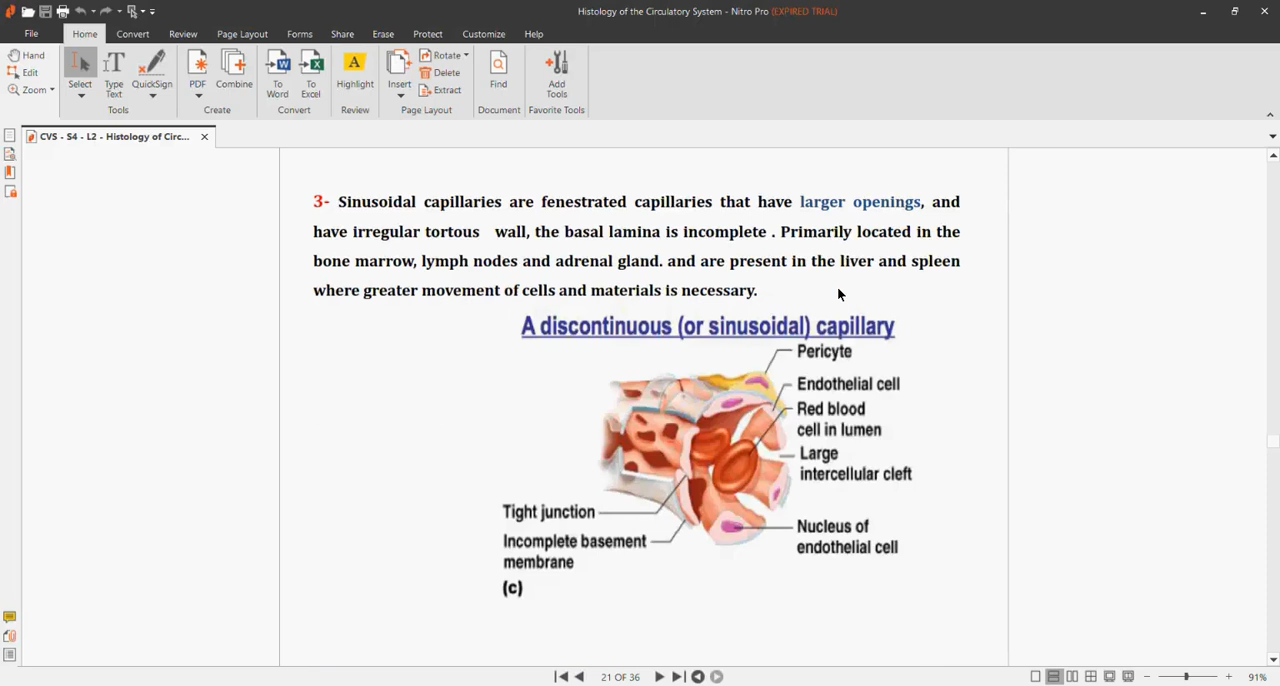 Histology of the Circulatory System - Nitro Pro (EXPIRED TRIAL)
File Home Convert Review Page Layout Forms Share Erase Protect Customize Help
Hand
Edit
Zoom
Select
Type Text
QuickSign
PDF
Combine
To Word
To Excel
Highlight
Insert
Rotate
Delete
Extract
Find
Add Tools
Tools Create Convert Review Page Layout Document Favorite Tools
CVS - S4 - L2 - Histology of Circ...
3- Sinusoidal capillaries are fenestrated capillaries that have larger openings, and
have irregular tortous wall, the basal lamina is incomplete . Primarily located in the
bone marrow, lymph nodes and adrenal gland. and are present in the liver and spleen
where greater movement of cells and materials is necessary.
A discontinuous (or sinusoidal) capillary
Pericyte
Endothelial cell
Red blood
cell in lumen
Large
intercellular cleft
Tight junction
Incomplete basement
membrane
Nucleus of
endothelial cell
(c)
21 OF 36
91%